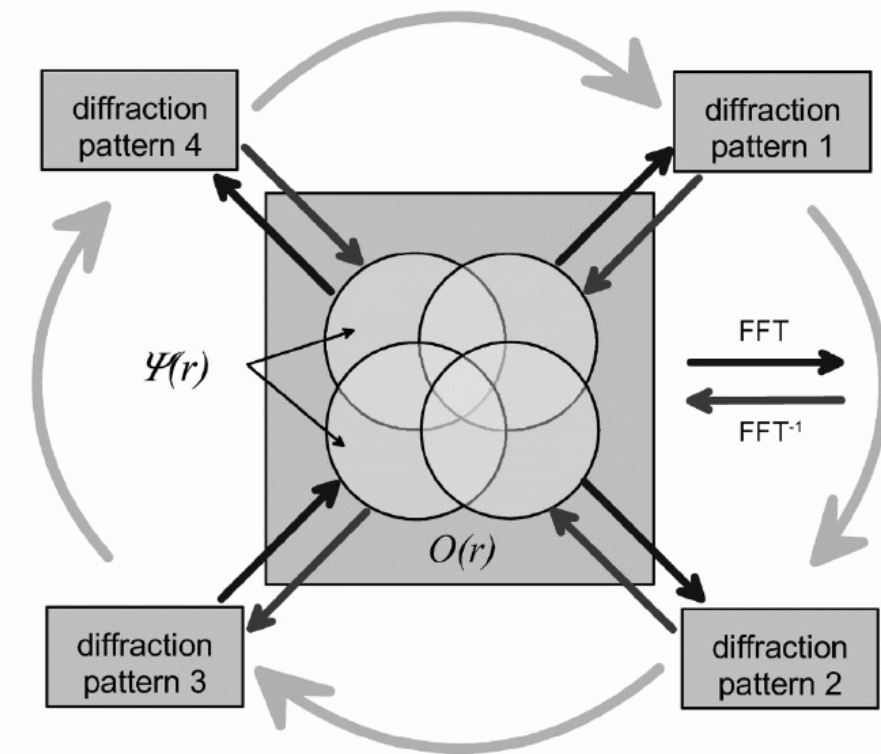 diffraction
pattern 4
diffraction
pattern 1
FFT
Ψ(r)
FFT⁻¹
O(r)
diffraction
pattern 3
diffraction
pattern 2